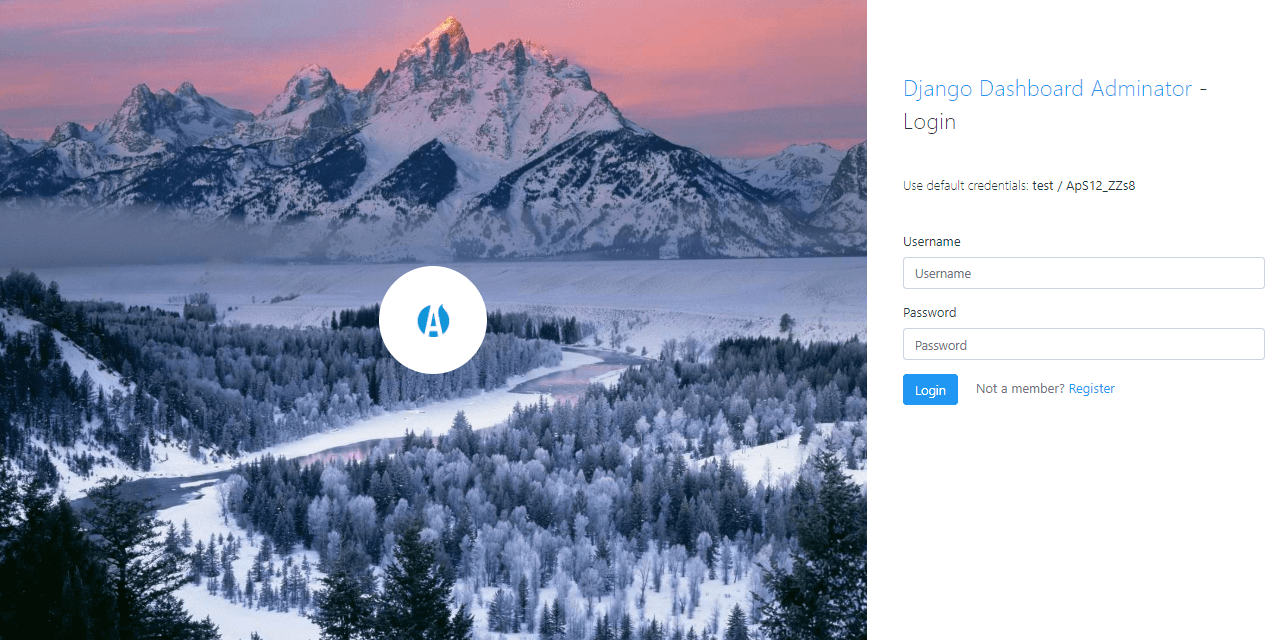 Django Dashboard Adminator -
Login
Use default credentials: test / ApS12_ZZs8
Username
Username
Password
Password
Login Not a member? Register
A